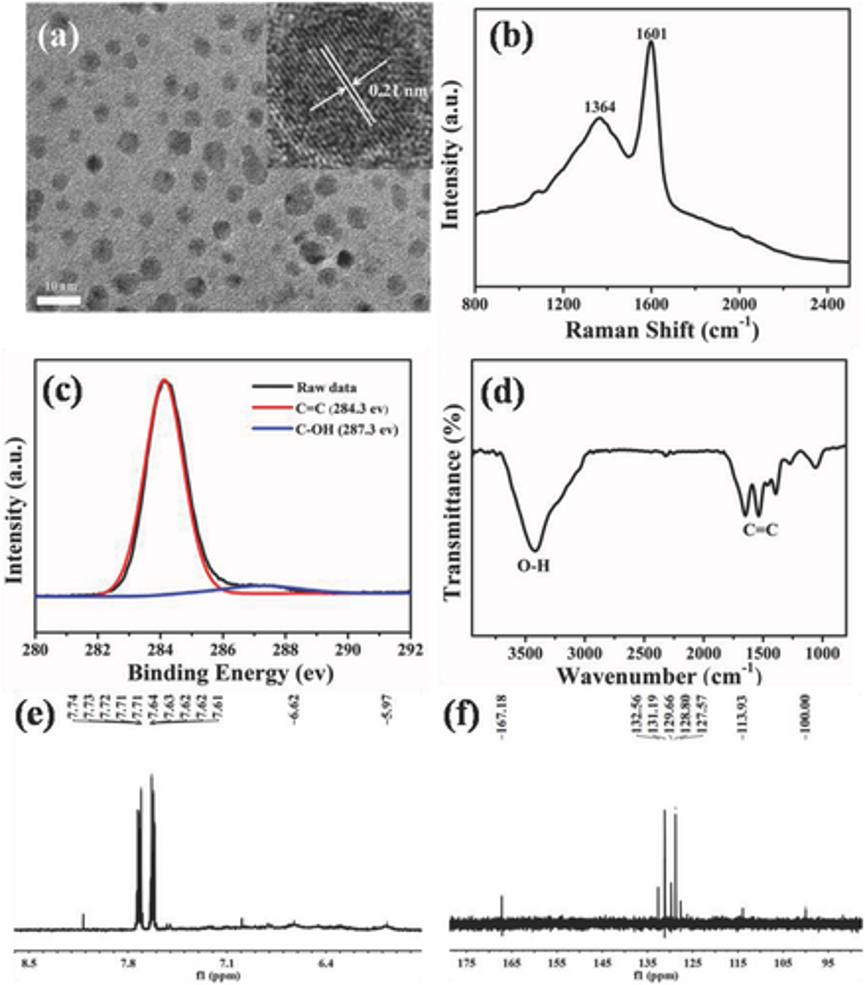 (a)
0.21 nm
10 nm
(b)
1364
1601
Intensity (a.u.)
800 1200 1600 2000 2400
Raman Shift (cm-1)
(c)
Raw data
C=C (284.3 ev)
C-OH (287.3 ev)
Intensity (a.u.)
280 282 284 286 288 290 292
Binding Energy (ev)
(d)
O-H
C=C
Transmittance (%)
3500 3000 2500 2000 1500 1000
Wavenumber (cm-1)
(e)
7.74
7.73
7.72
7.71
7.71
7.64
7.63
7.62
7.62
7.61
-6.62
-5.97
8.5 7.8 7.1 6.4
f1 (ppm)
(f)
-167.18
132.56
131.19
129.66
128.80
127.57
-113.93
-100.00
175 165 155 145 135 125 115 105 95
f1 (ppm)